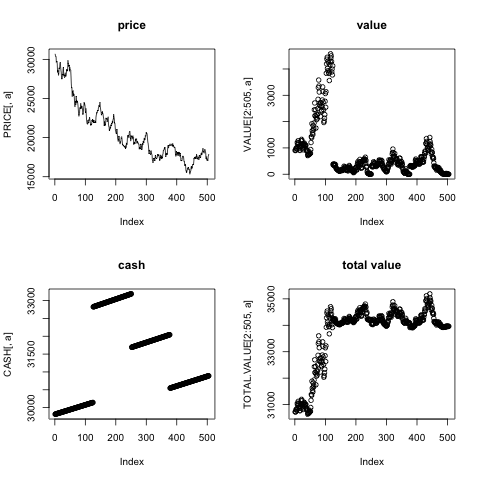 price
PRICE[, a]
30000
25000
20000
15000
0 100 200 300 400 500
Index
value
VALUE[2:505, a]
3000
1000
0
0 100 200 300 400 500
Index
cash
CASH[, a]
33000
31500
30000
0 100 200 300 400 500
Index
total value
TOTAL.VALUE[2:505, a]
35000
33000
31000
0 100 200 300 400 500
Index